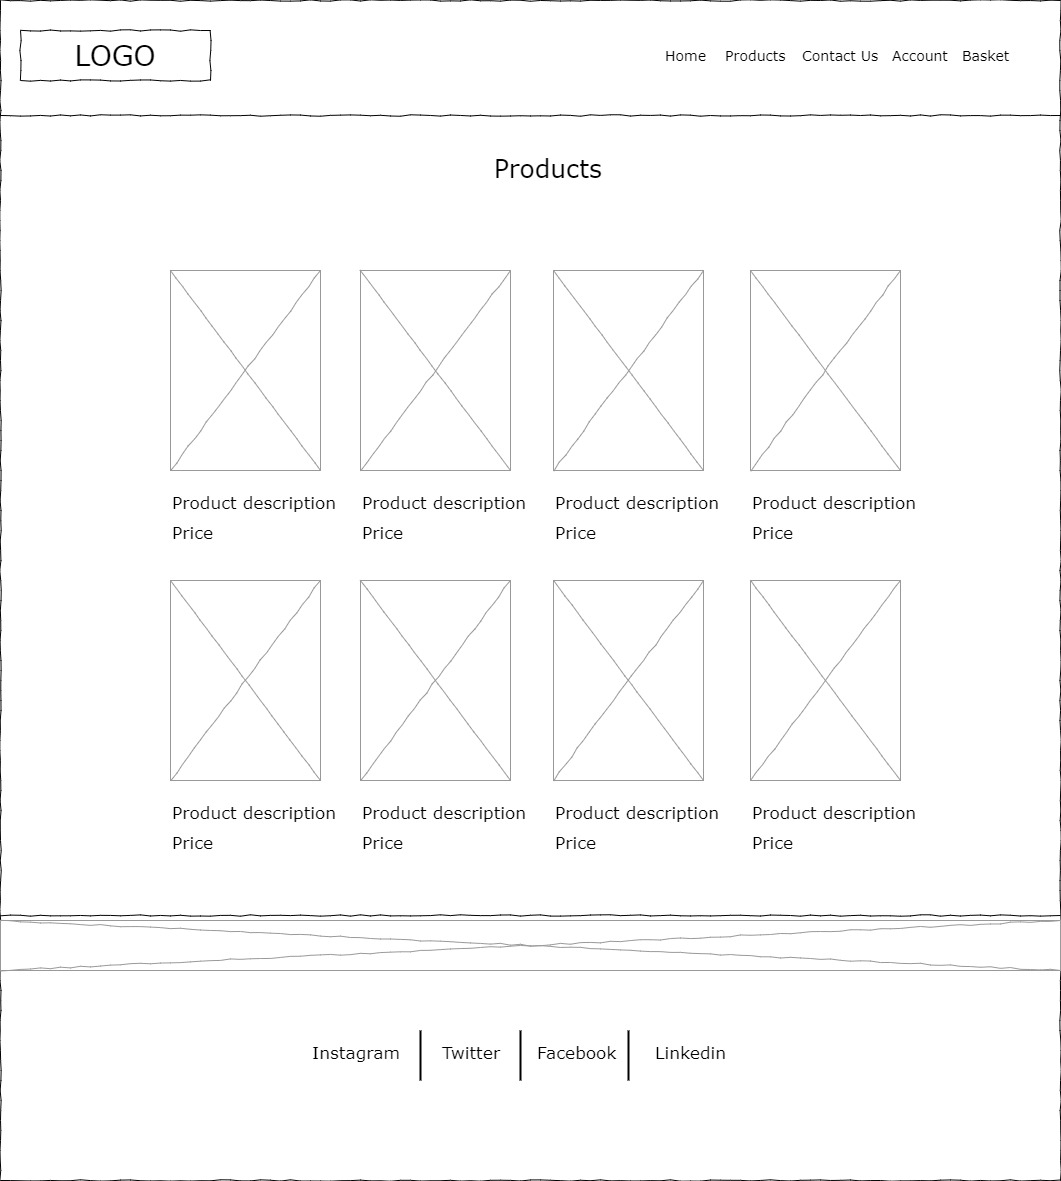 LOGO
Home Products Contact Us Account Basket
Products
Product description Product description Product description Product description
Price Price Price Price
Product description Product description Product description Product description
Price Price Price Price
Instagram Twitter Facebook Linkedin